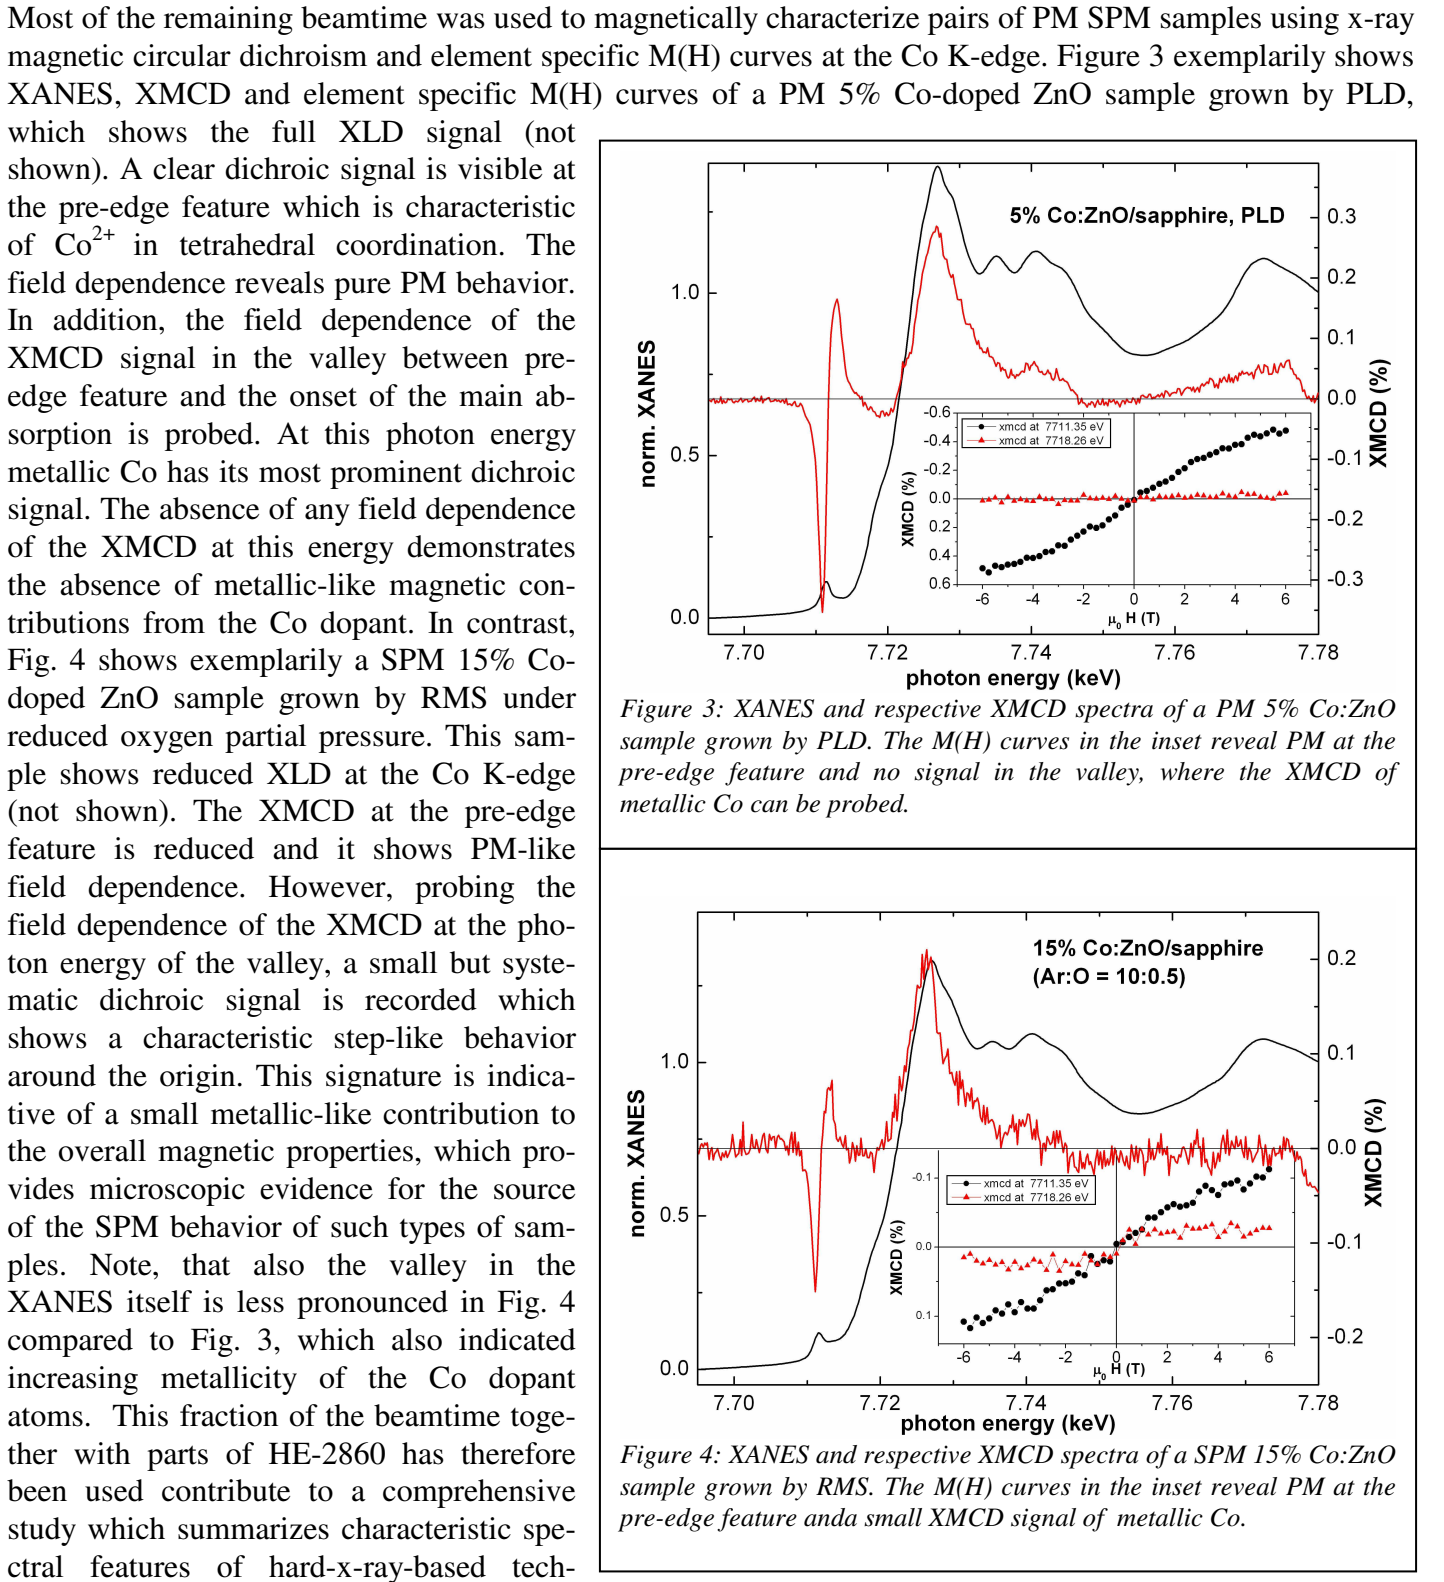 Most of the remaining beamtime was used to magnetically characterize pairs of PM SPM samples using x-ray
magnetic circular dichroism and element specific M(H) curves at the Co K-edge. Figure 3 exemplarily shows
XANES, XMCD and element specific M(H) curves of a PM 5% Co-doped ZnO sample grown by PLD,
which shows the full XLD signal (not
shown). A clear dichroic signal is visible at
the pre-edge feature which is characteristic
of Co2+ in tetrahedral coordination. The
field dependence reveals pure PM behavior.
In addition, the field dependence of the
XMCD signal in the valley between pre-
edge feature and the onset of the main ab-
sorption is probed. At this photon energy
metallic Co has its most prominent dichroic
signal. The absence of any field dependence
of the XMCD at this energy demonstrates
the absence of metallic-like magnetic con-
tributions from the Co dopant. In contrast,
Fig. 4 shows exemplarily a SPM 15% Co-
doped ZnO sample grown by RMS under
reduced oxygen partial pressure. This sam-
ple shows reduced XLD at the Co K-edge
(not shown). The XMCD at the pre-edge
feature is reduced and it shows PM-like
field dependence. However, probing the
field dependence of the XMCD at the pho-
ton energy of the valley, a small but syste-
matic dichroic signal is recorded which
shows a characteristic step-like behavior
around the origin. This signature is indica-
tive of a small metallic-like contribution to
the overall magnetic properties, which pro-
vides microscopic evidence for the source
of the SPM behavior of such types of sam-
ples. Note, that also the valley in the
XANES itself is less pronounced in Fig. 4
compared to Fig. 3, which also indicated
increasing metallicity of the Co dopant
atoms. This fraction of the beamtime toge-
ther with parts of HE-2860 has therefore
been used contribute to a comprehensive
study which summarizes characteristic spe-
ctral features of hard-x-ray-based tech-
5% Co:ZnO/sapphire, PLD
norm. XANES
1.0
0.5
0.0
0.3
0.2
0.1
0.0
-0.1
-0.2
-0.3
XMCD (%)
xmcd at 7711.35 eV
xmcd at 7718.26 eV
XMCD (%)
-0.6
-0.4
-0.2
0.0
0.2
0.4
0.6
-6 -4 -2 0 2 4 6
μ0 H (T)
7.70 7.72 7.74 7.76 7.78
photon energy (keV)
Figure 3: XANES and respective XMCD spectra of a PM 5% Co:ZnO
sample grown by PLD. The M(H) curves in the inset reveal PM at the
pre-edge feature and no signal in the valley, where the XMCD of
metallic Co can be probed.
15% Co:ZnO/sapphire
(Ar:O = 10:0.5)
norm. XANES
1.0
0.5
0.0
0.2
0.1
0.0
-0.1
-0.2
XMCD (%)
xmcd at 7711.35 eV
xmcd at 7718.26 eV
XMCD (%)
-0.1
0.0
0.1
-6 -4 -2 0 2 4 6
μ0 H (T)
7.70 7.72 7.74 7.76 7.78
photon energy (keV)
Figure 4: XANES and respective XMCD spectra of a SPM 15% Co:ZnO
sample grown by RMS. The M(H) curves in the inset reveal PM at the
pre-edge feature anda small XMCD signal of metallic Co.